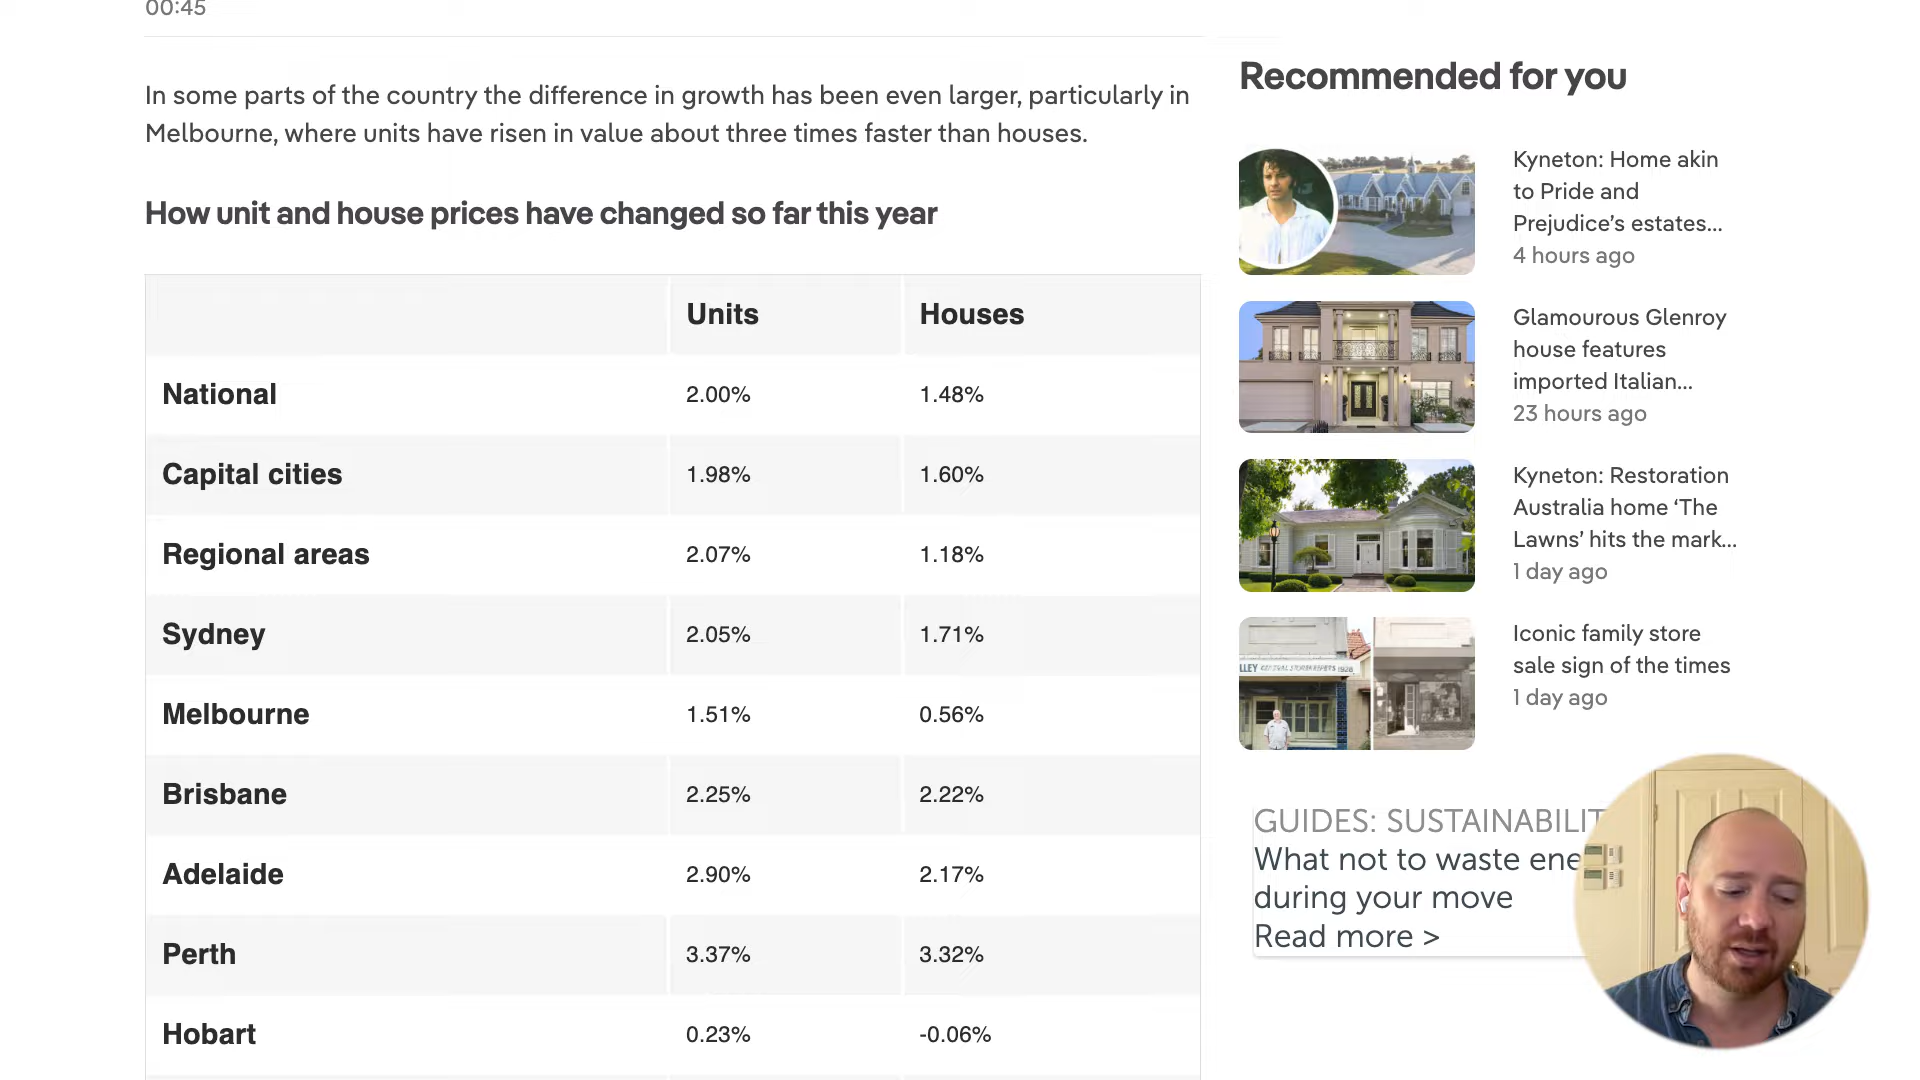 00:45
In some parts of the country the difference in growth has been even larger, particularly in
Melbourne, where units have risen in value about three times faster than houses.
How unit and house prices have changed so far this year
Units Houses
National 2.00% 1.48%
Capital cities 1.98% 1.60%
Regional areas 2.07% 1.18%
Sydney 2.05% 1.71%
Melbourne 1.51% 0.56%
Brisbane 2.25% 2.22%
Adelaide 2.90% 2.17%
Perth 3.37% 3.32%
Hobart 0.23% -0.06%
Recommended for you
Kyneton: Home akin
to Pride and
Prejudice’s estates...
4 hours ago
Glamourous Glenroy
house features
imported Italian...
23 hours ago
Kyneton: Restoration
Australia home ‘The
Lawns’ hits the mark...
1 day ago
Iconic family store
sale sign of the times
1 day ago
GUIDES: SUSTAINABILIT
What not to waste ene
during your move
Read more >